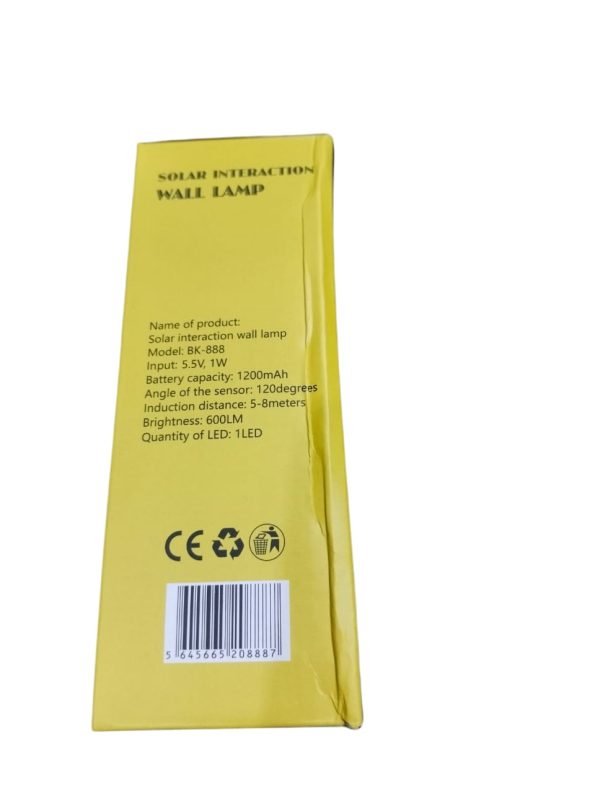 SOLAR INTERACTION
WALL LAMP
Name of product:
Solar interaction wall lamp
Model: BK-888
Input: 5.5V, 1W
Battery capacity: 1200mAh
Angle of the sensor: 120degrees
Induction distance: 5-8meters
Brightness: 600LM
Quantity of LED: 1LED
CE
5 645665 208887